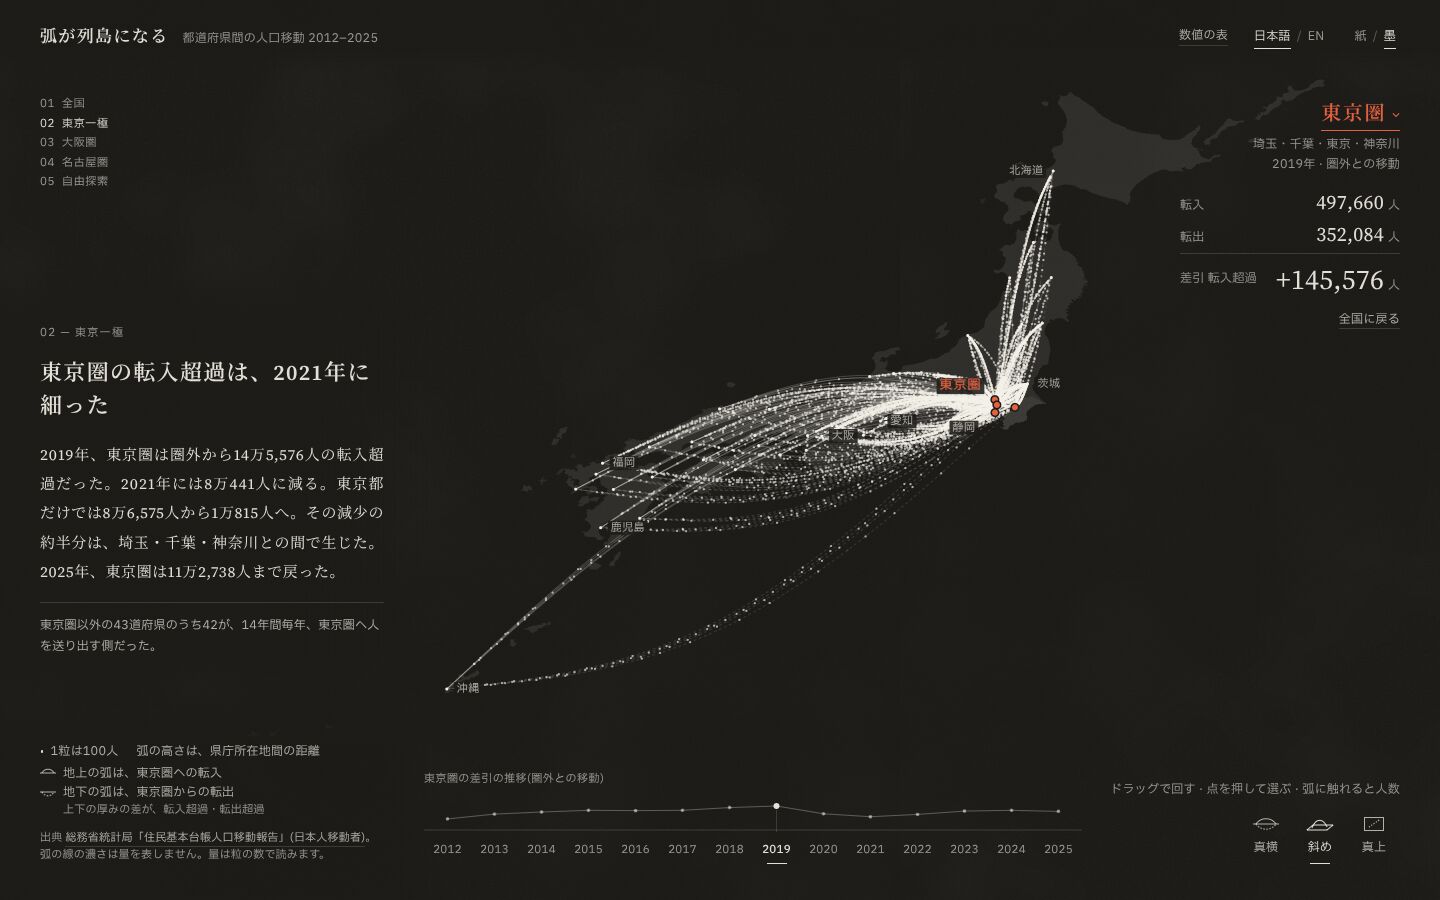 弧が列島になる 都道府県間の人口移動 2012–2025
数値の表 日本語 / EN 紙 / 墨
01 全国
02 東京一極
03 大阪圏
04 名古屋圏
05 自由探索
東京圏
埼玉・千葉・東京・神奈川
2019年・圏外との移動
転入 497,660 人
転出 352,084 人
差引 転入超過 +145,576 人
全国に戻る
北海道
東京圏
茨城
愛知
静岡
大阪
福岡
鹿児島
沖縄
02 — 東京一極
東京圏の転入超過は、2021年に
細った
2019年、東京圏は圏外から14万5,576人の転入超
過だった。2021年には8万441人に減る。東京都
だけでは8万6,575人から1万815人へ。その減少の
約半分は、埼玉・千葉・神奈川との間で生じた。
2025年、東京圏は11万2,738人まで戻った。
東京圏以外の43道府県のうち42が、14年間毎年、東京圏へ人
を送り出す側だった。
1粒は100人 弧の高さは、県庁所在地間の距離
地上の弧は、東京圏への転入
地下の弧は、東京圏からの転出
上下の厚みの差が、転入超過・転出超過
出典 総務省統計局「住民基本台帳人口移動報告」(日本人移動者)。
弧の線の濃さは量を表しません。量は粒の数で読みます。
東京圏の差引の推移(圏外との移動)
2012 2013 2014 2015 2016 2017 2018 2019 2020 2021 2022 2023 2024 2025
ドラッグで回す · 点を押して選ぶ · 弧に触れると人数
真横 斜め 真上